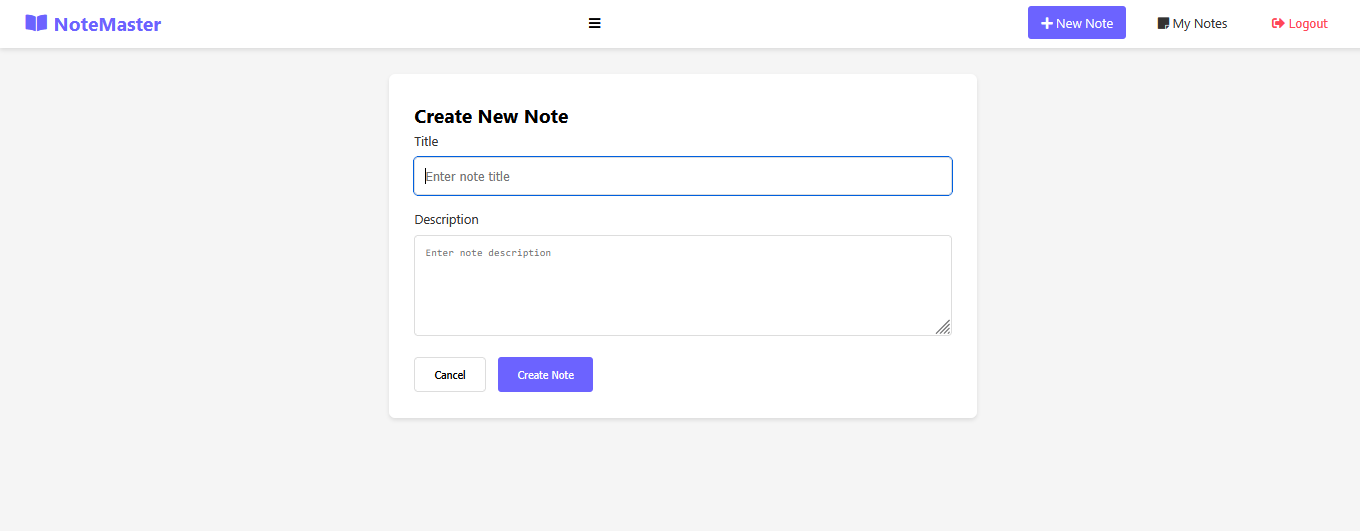 NoteMaster
New Note
My Notes
Logout
Create New Note
Title
Enter note title
Description
Enter note description
Cancel
Create Note